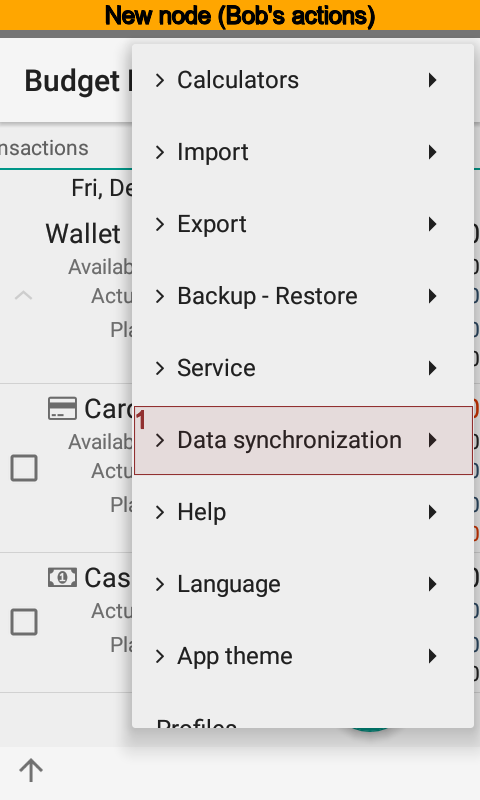 New node (Bob's actions)
Budget
nsactions
Fri, De
Wallet
Availab
Actu
Pla
Card
Availab
Actu
Pla
Cas
Actu
Pla
Calculators
Import
Export
Backup - Restore
Service
1
Data synchronization
Help
Language
App theme
Profiles